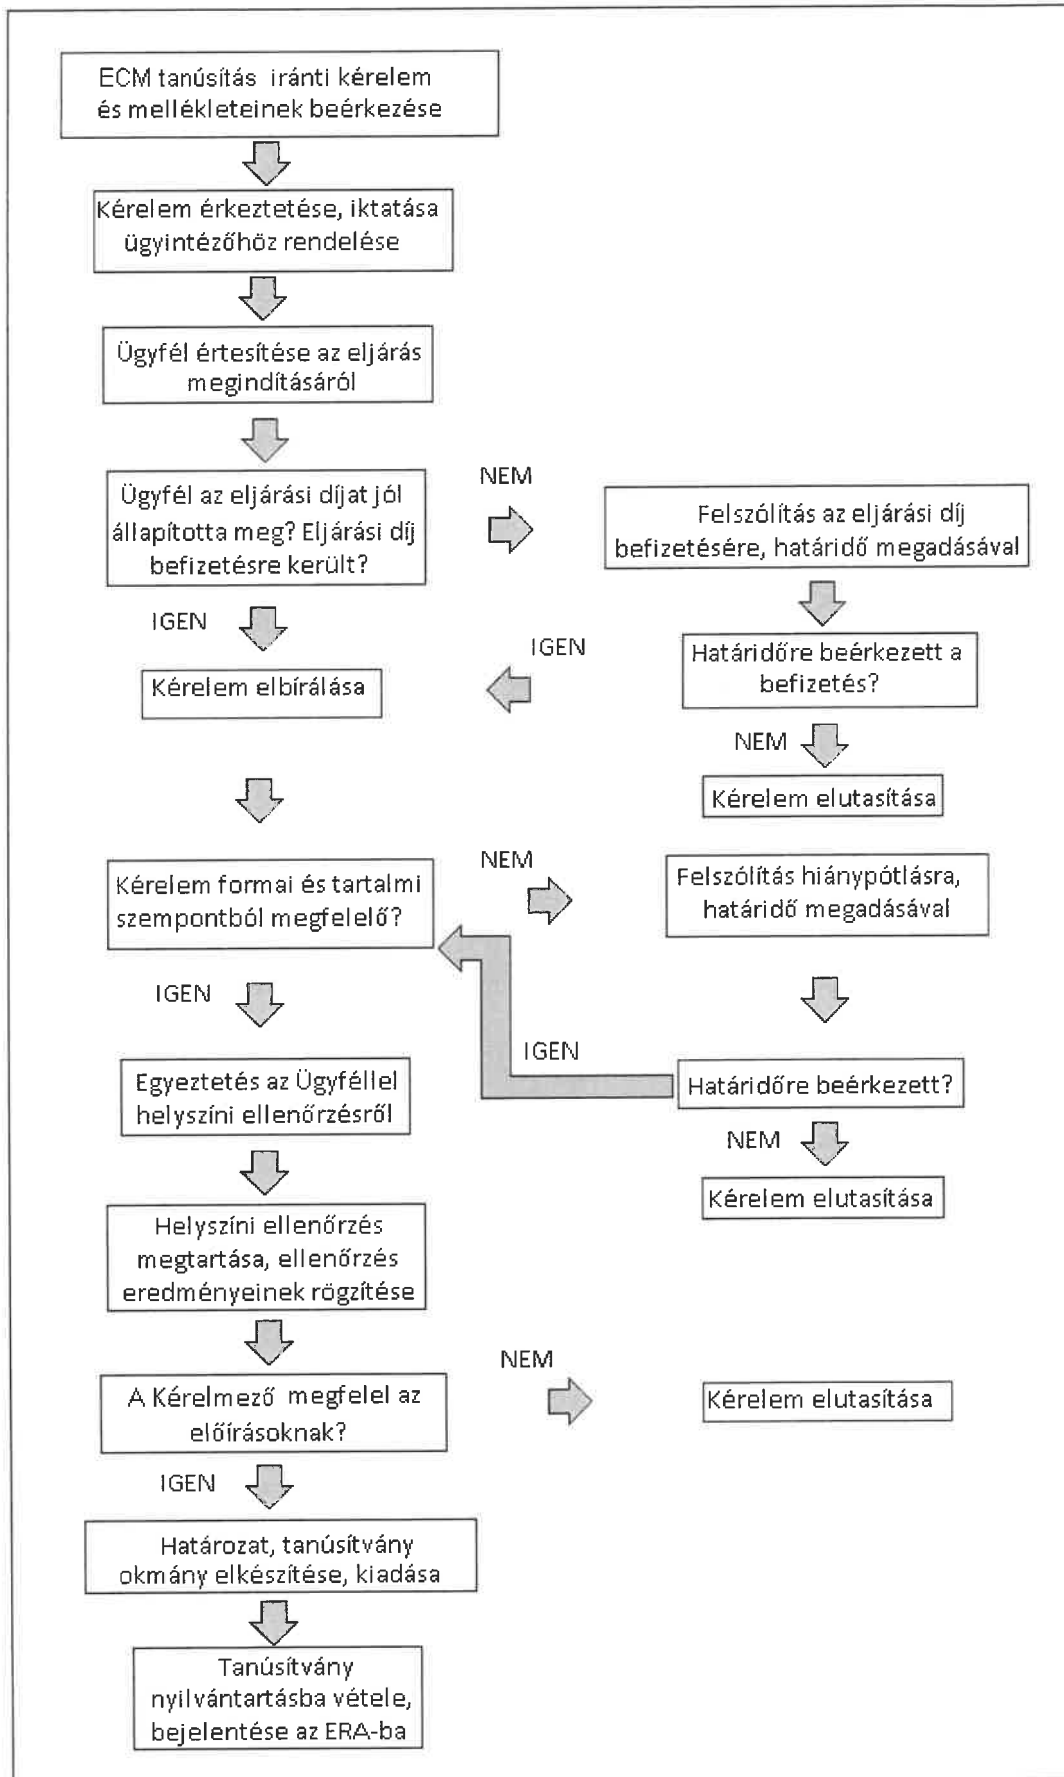 ECM tanúsítás iránti kérelem
és mellékleteinek beérkezése
Kérelem érkeztetése, iktatása
ügyintézőhöz rendelése
Ügyfél értesítése az eljárás
megindításáról
Ügyfél az eljárási díjat jól
állapította meg? Eljárási díj
befizetésre került?
NEM
Felszólítás az eljárási díj
befizetésére, határidő megadásával
IGEN
Kérelem elbírálása
IGEN
Határidőre beérkezett a
befizetés?
NEM
Kérelem elutasítása
Kérelem formai és tartalmi
szempontból megfelelő?
NEM
Felszólítás hiánypótlásra,
határidő megadásával
IGEN
IGEN
Határidőre beérkezett?
NEM
Kérelem elutasítása
Egyeztetés az Ügyféllel
helyszíni ellenőrzésről
Helyszíni ellenőrzés
megtartása, ellenőrzés
eredményeinek rögzítése
A Kérelmező megfelel az
előírásoknak?
NEM
Kérelem elutasítása
IGEN
Határozat, tanúsítvány
okmány elkészítése, kiadása
Tanúsítvány
nyilvántartásba vétele,
bejelentése az ERA-ba